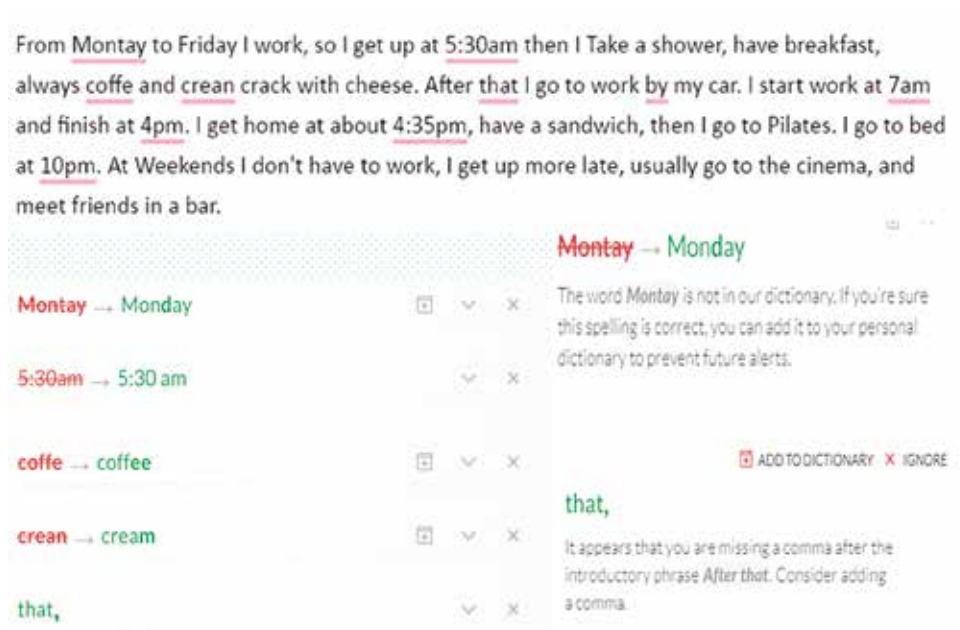 From Montay to Friday I work, so I get up at 5:30am then I Take a shower, have breakfast,
always coffe and crean crack with cheese. After that I go to work by my car. I start work at 7am
and finish at 4pm. I get home at about 4:35pm, have a sandwich, then I go to Pilates. I go to bed
at 10pm. At Weekends I don't have to work, I get up more late, usually go to the cinema, and
meet friends in a bar.
Montay → Monday
5:30am → 5:30 am
coffe → coffee
crean → cream
that,
Montay → Monday
The word Montay is not in our dictionary. If you're sure
this spelling is correct, you can add it to your personal
dictionary to prevent future alerts.
ADD TO DICTIONARY X IGNORE
that,
It appears that you are missing a comma after the
introductory phrase After that. Consider adding
a comma.